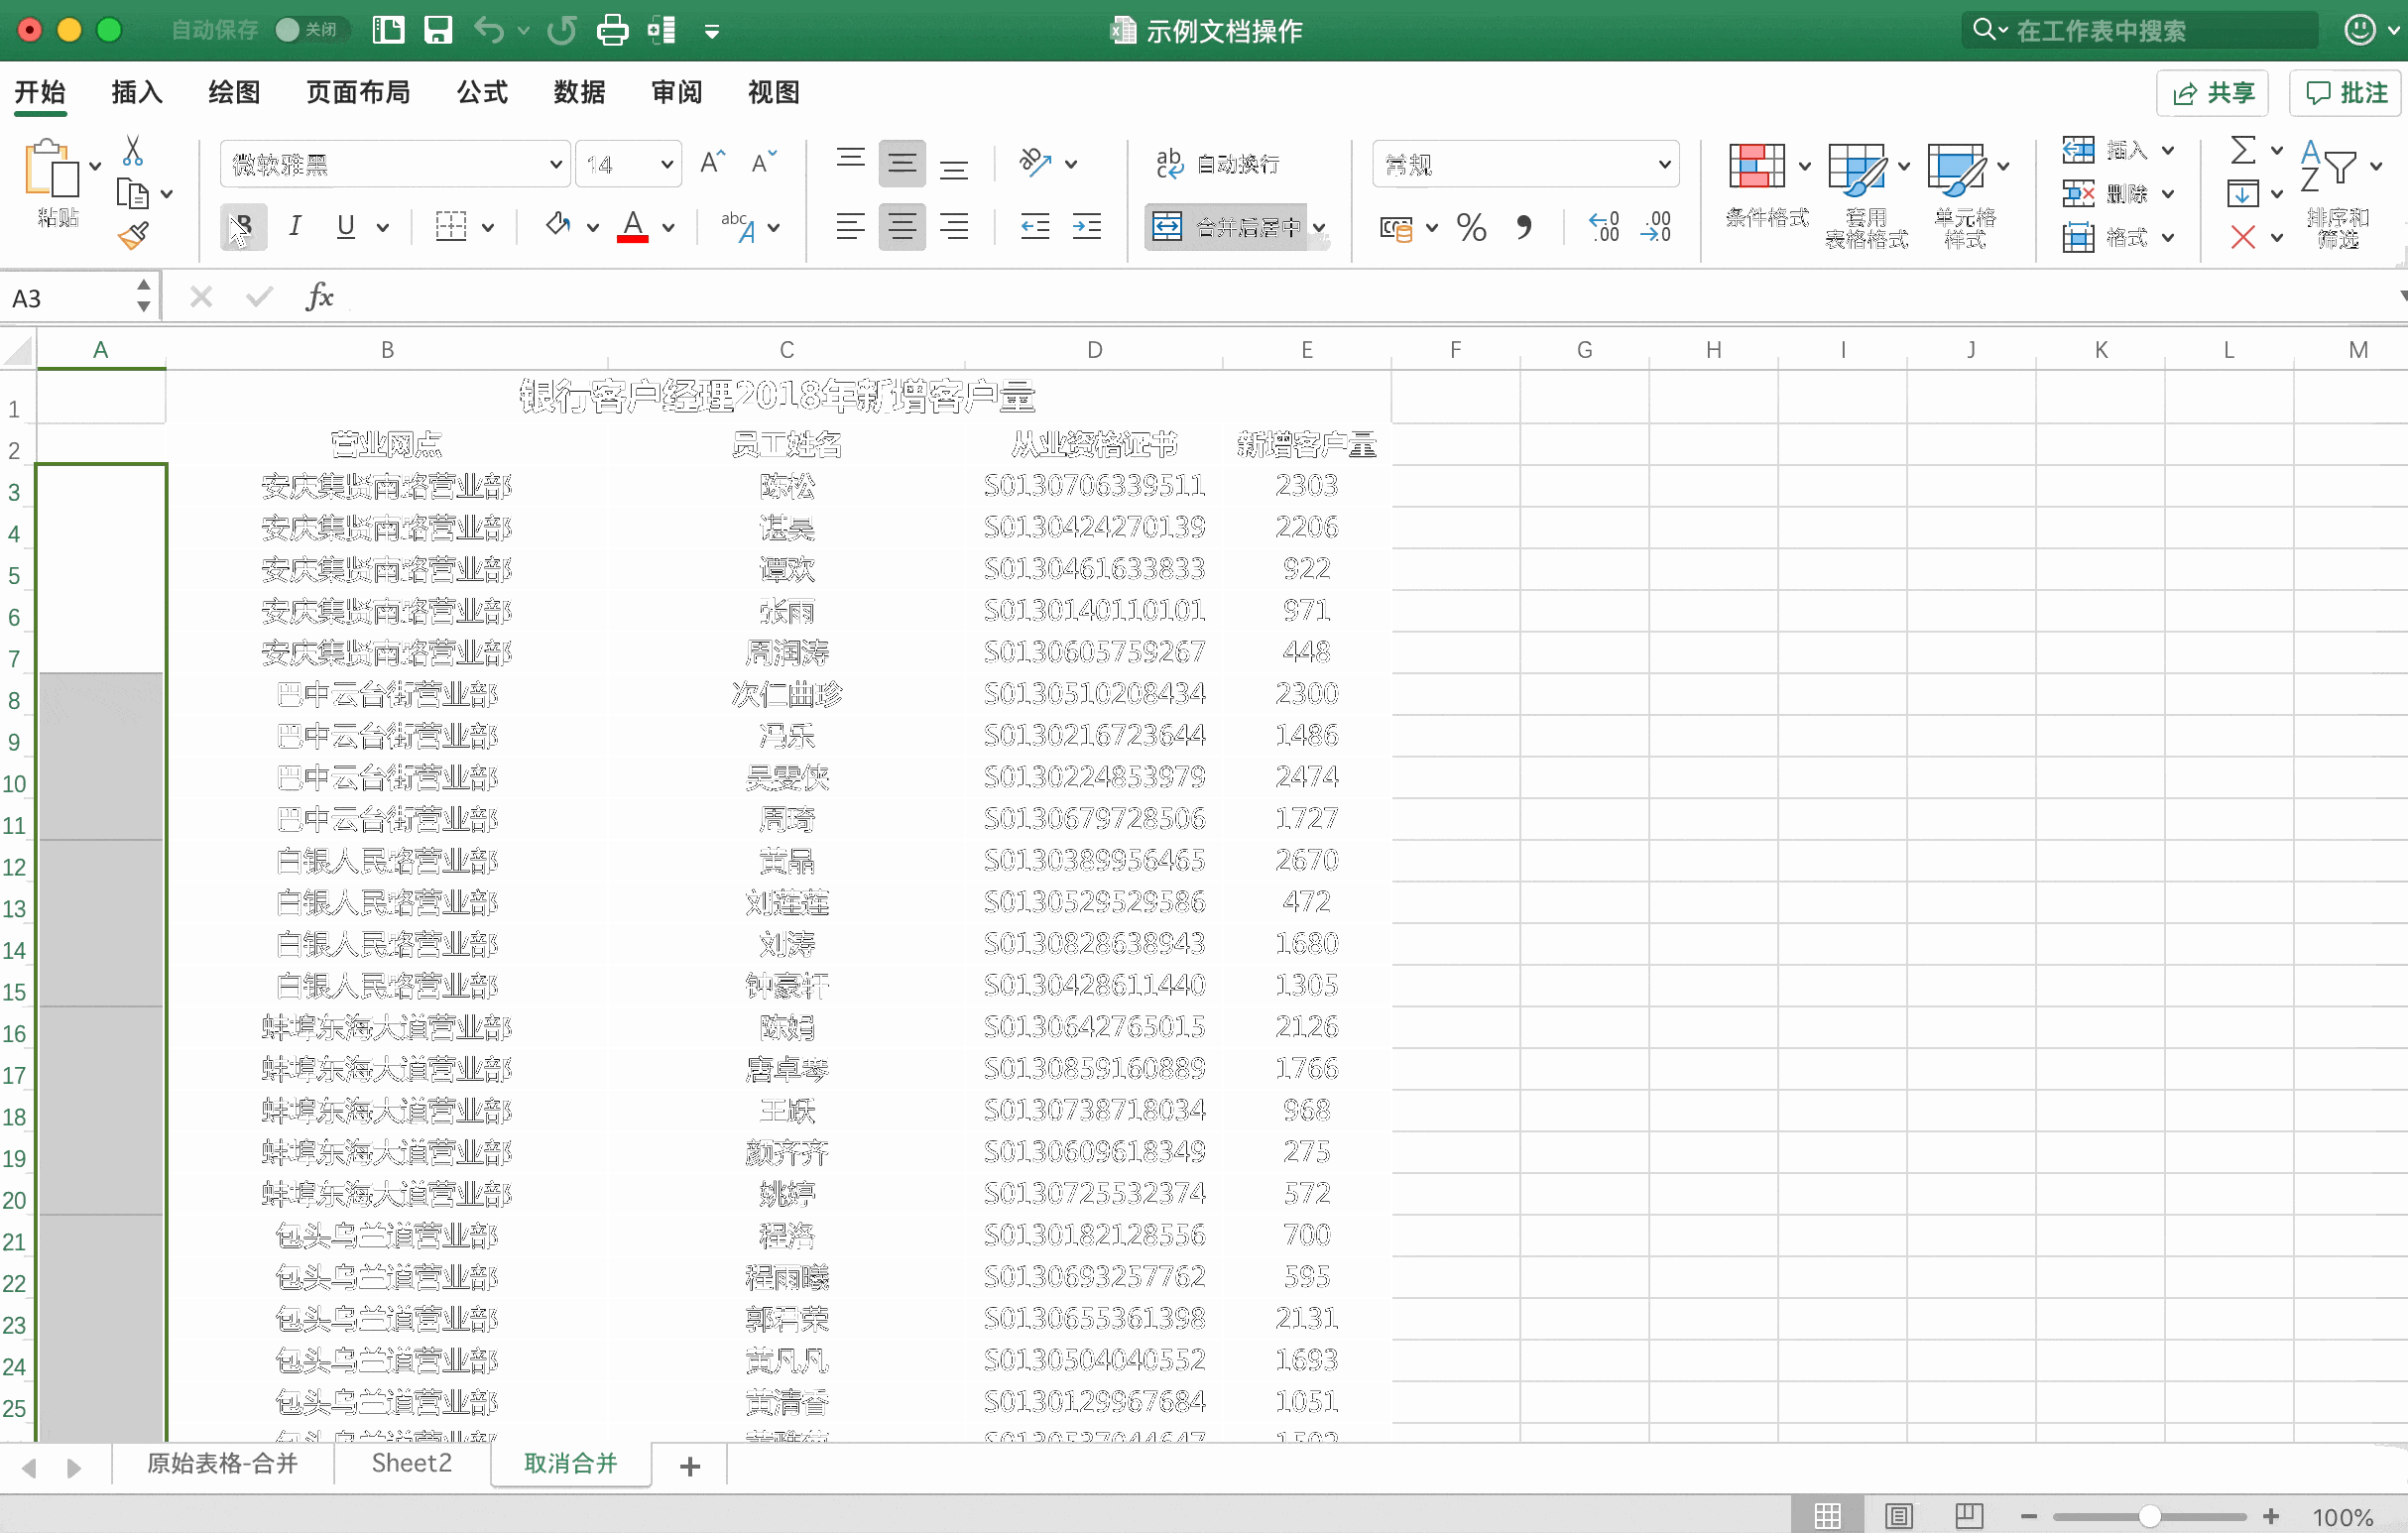 自动保存 关闭 示例文档操作 在工作表中搜索
开始 插入 绘图 页面布局 公式 数据 审阅 视图 共享 批注
粘贴 微软雅黑 14 自动换行 常规 条件格式 套用 表格格式 单元格 样式 插入 排序和 筛选
B I U 合并后居中 删除
格式
A3 fx
A B C D E F G H I J K L M
1 银行客户经理2018年新增客户量
2 营业网点 员工姓名 从业资格证书 新增客户量
3 安庆集贤南路营业部 陈松 S0130706339511 2303
4 安庆集贤南路营业部 谌昊 S0130424270139 2206
5 安庆集贤南路营业部 谭欢 S0130461633833 922
6 安庆集贤南路营业部 张雨 S0130140110101 971
7 安庆集贤南路营业部 周润涛 S0130605759267 448
8 巴中云台街营业部 次仁曲珍 S0130510208434 2300
9 巴中云台街营业部 冯乐 S0130216723644 1486
10 巴中云台街营业部 吴雯侠 S0130224853979 2474
11 巴中云台街营业部 周琦 S0130679728506 1727
12 白银人民路营业部 黄晶 S0130389956465 2670
13 白银人民路营业部 刘莲莲 S0130529529586 472
14 白银人民路营业部 刘涛 S0130828638943 1680
15 白银人民路营业部 钟豪轩 S0130428611440 1305
16 蚌埠东海大道营业部 陈娟 S0130642765015 2126
17 蚌埠东海大道营业部 唐卓琴 S0130859160889 1766
18 蚌埠东海大道营业部 王跃 S0130738718034 968
19 蚌埠东海大道营业部 颜齐齐 S0130609618349 275
20 蚌埠东海大道营业部 姚婷 S0130725532374 572
21 包头乌兰道营业部 程洛 S0130182128556 700
22 包头乌兰道营业部 程雨曦 S0130693257762 595
23 包头乌兰道营业部 郭君荣 S0130655361398 2131
24 包头乌兰道营业部 黄凡凡 S0130504040552 1693
25 包头乌兰道营业部 黄清香 S0130129967684 1051
原始表格-合并 Sheet2 取消合并
100%